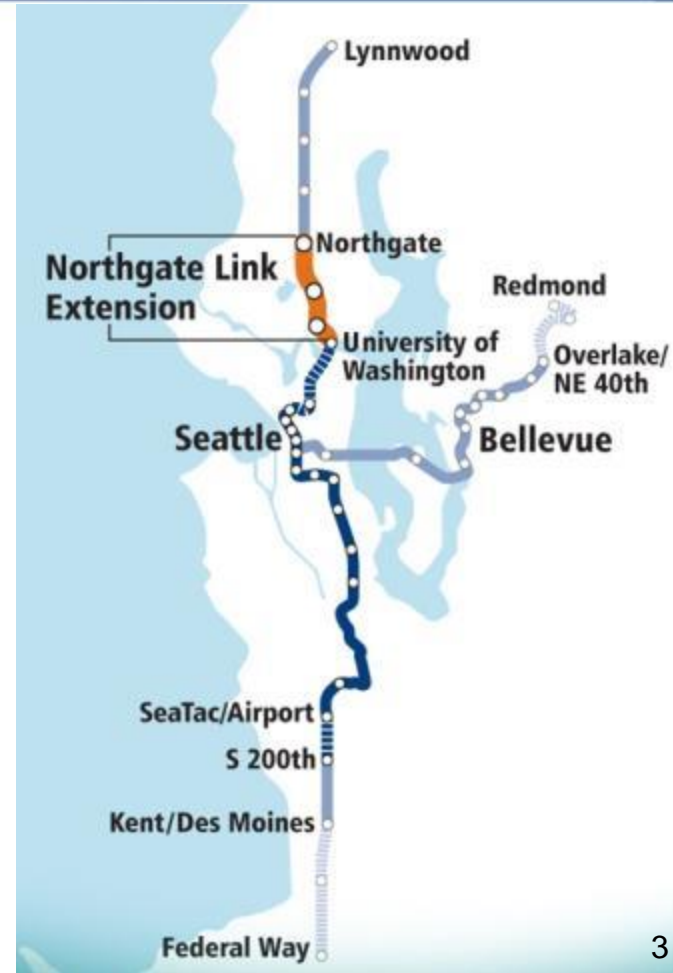 Lynnwood
Northgate
Northgate Link
Extension
Redmond
University of
Washington
Overlake/
NE 40th
Seattle
Bellevue
SeaTac/Airport
S 200th
Kent/Des Moines
Federal Way
3